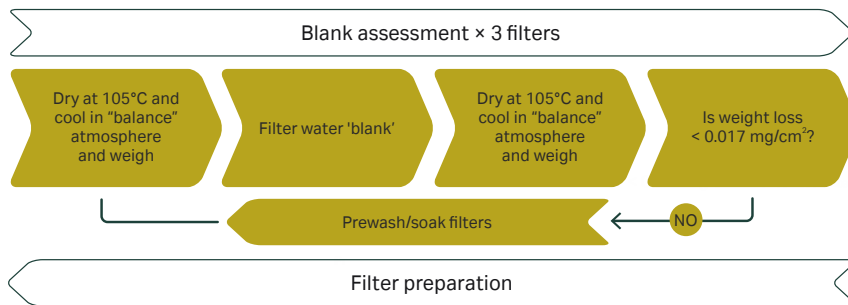 Blank assessment × 3 filters
Dry at 105°C and
cool in “balance”
atmosphere
and weigh
Filter water 'blank'
Dry at 105°C and
cool in “balance”
atmosphere
and weigh
Is weight loss
< 0.017 mg/cm²?
Prewash/soak filters
NO
Filter preparation